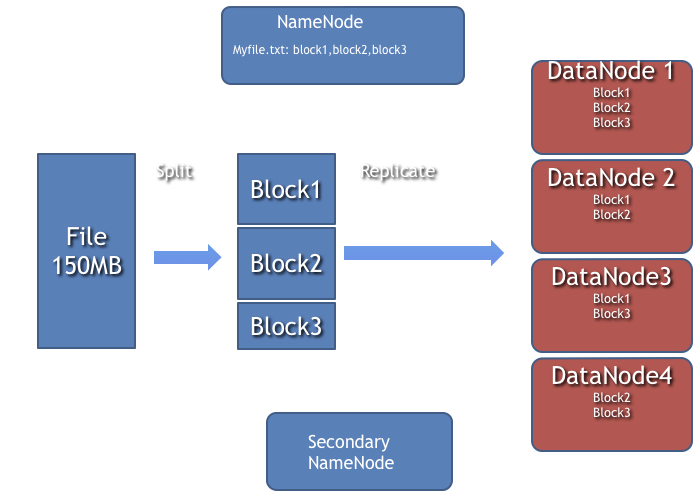 NameNode
Myfile.txt: block1,block2,block3
File
150MB
Split
Block1
Block2
Block3
Replicate
DataNode 1
Block1
Block2
Block3
DataNode 2
Block1
Block2
DataNode3
Block1
Block3
DataNode4
Block2
Block3
Secondary
NameNode